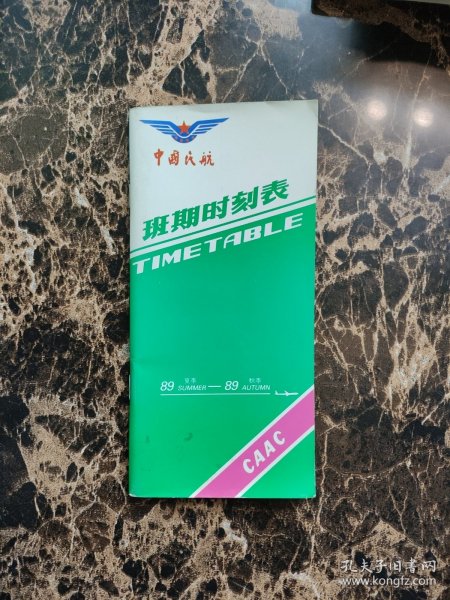 中国民航
班期时刻表
TIMETABLE
夏季 秋季
89 SUMMER — 89 AUTUMN
CAAC
孔夫子旧书网
www.kongfz.com